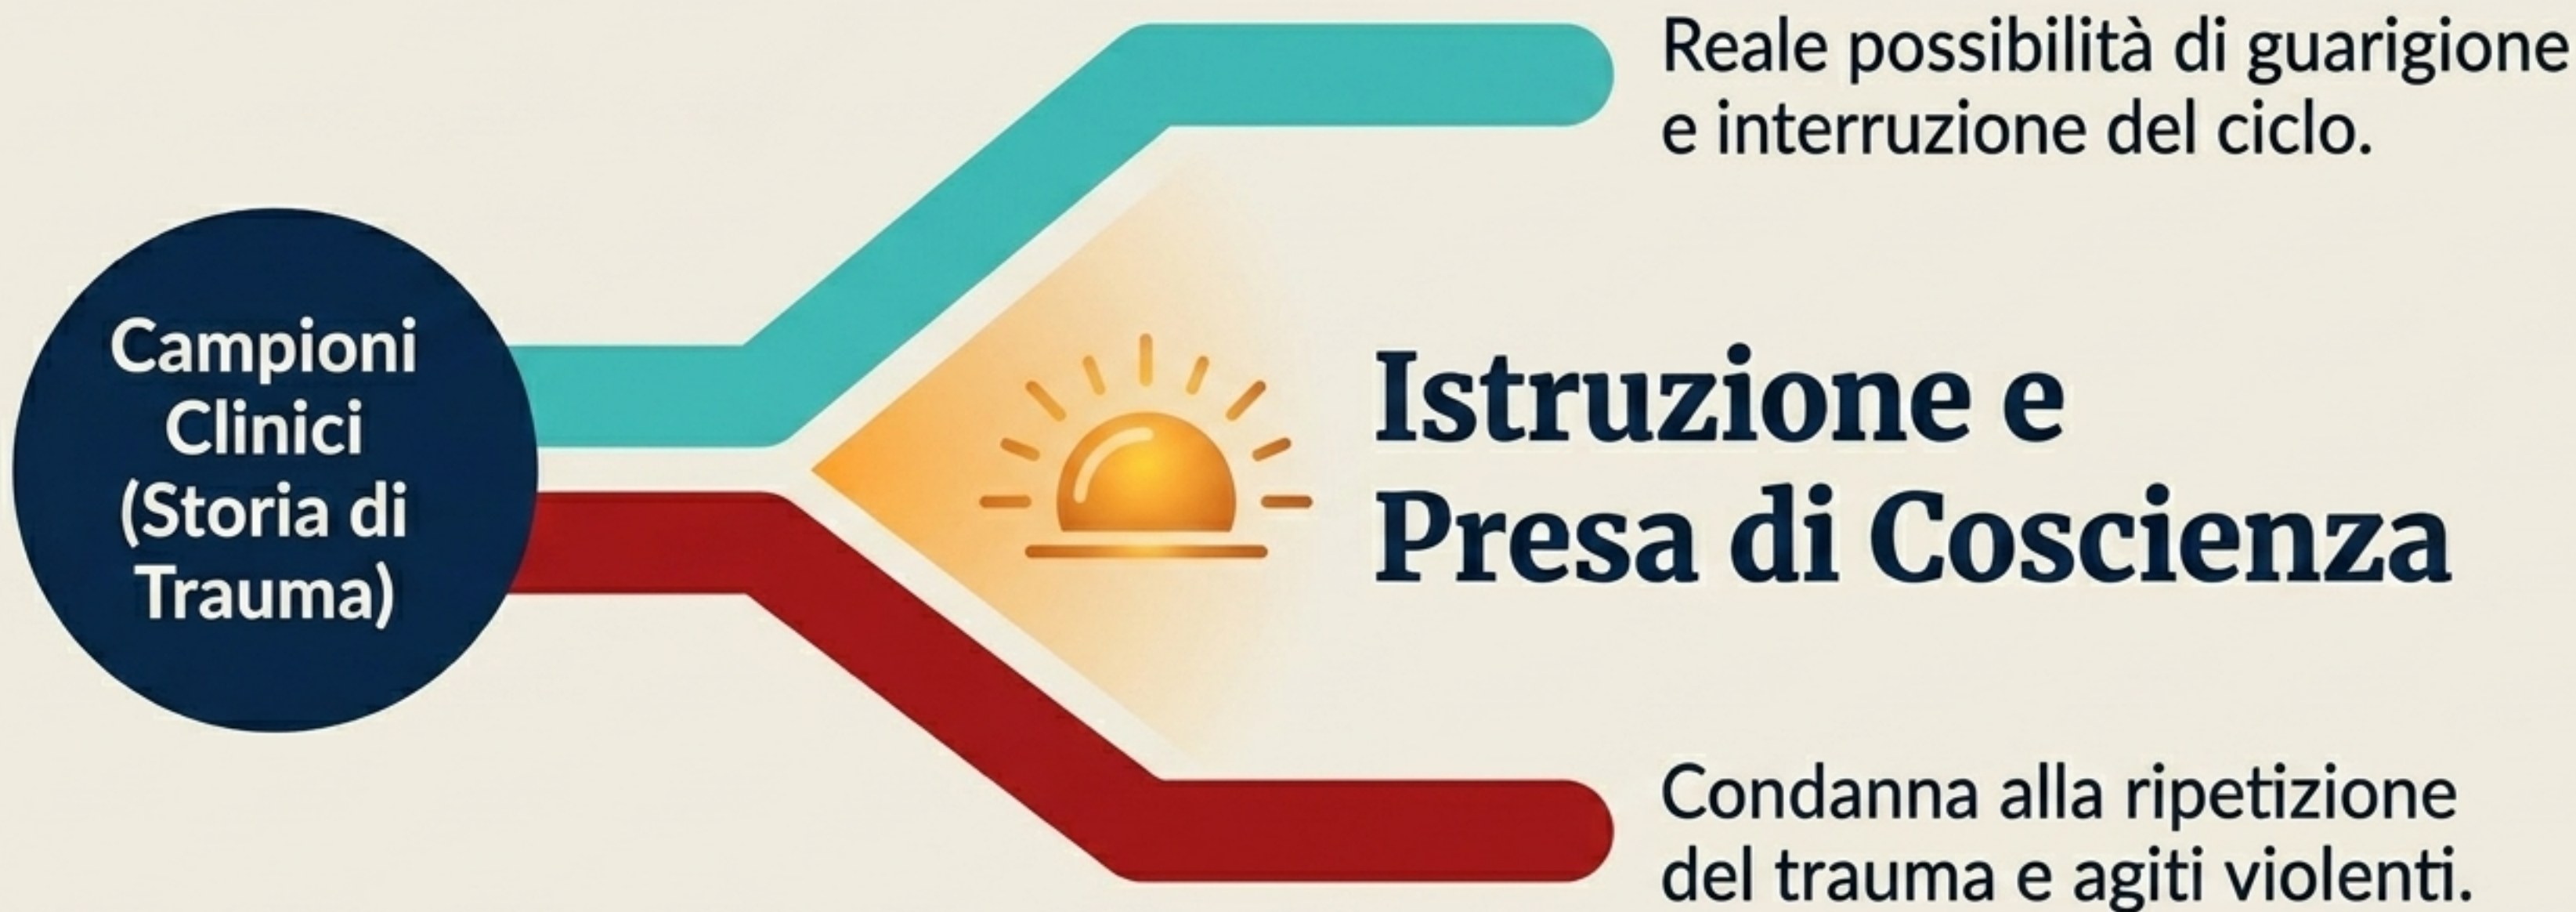 Reale possibilità di guarigione
e interruzione del ciclo.
Campioni
Clinici
(Storia di
Trauma)
Istruzione e
Presa di Coscienza
Condanna alla ripetizione
del trauma e agiti violenti.